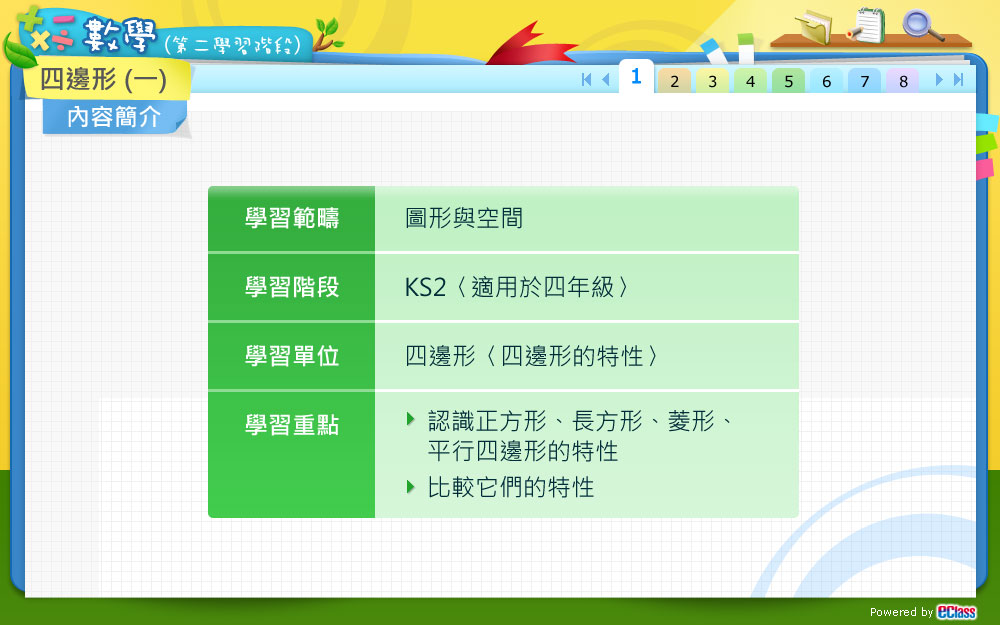 數學(第二學習階段)
四邊形 (一)
內容簡介
1 2 3 4 5 6 7 8
學習範疇 圖形與空間
學習階段 KS2〈適用於四年級〉
學習單位 四邊形〈四邊形的特性〉
學習重點 認識正方形、長方形、菱形、
平行四邊形的特性
比較它們的特性
Powered by eClass